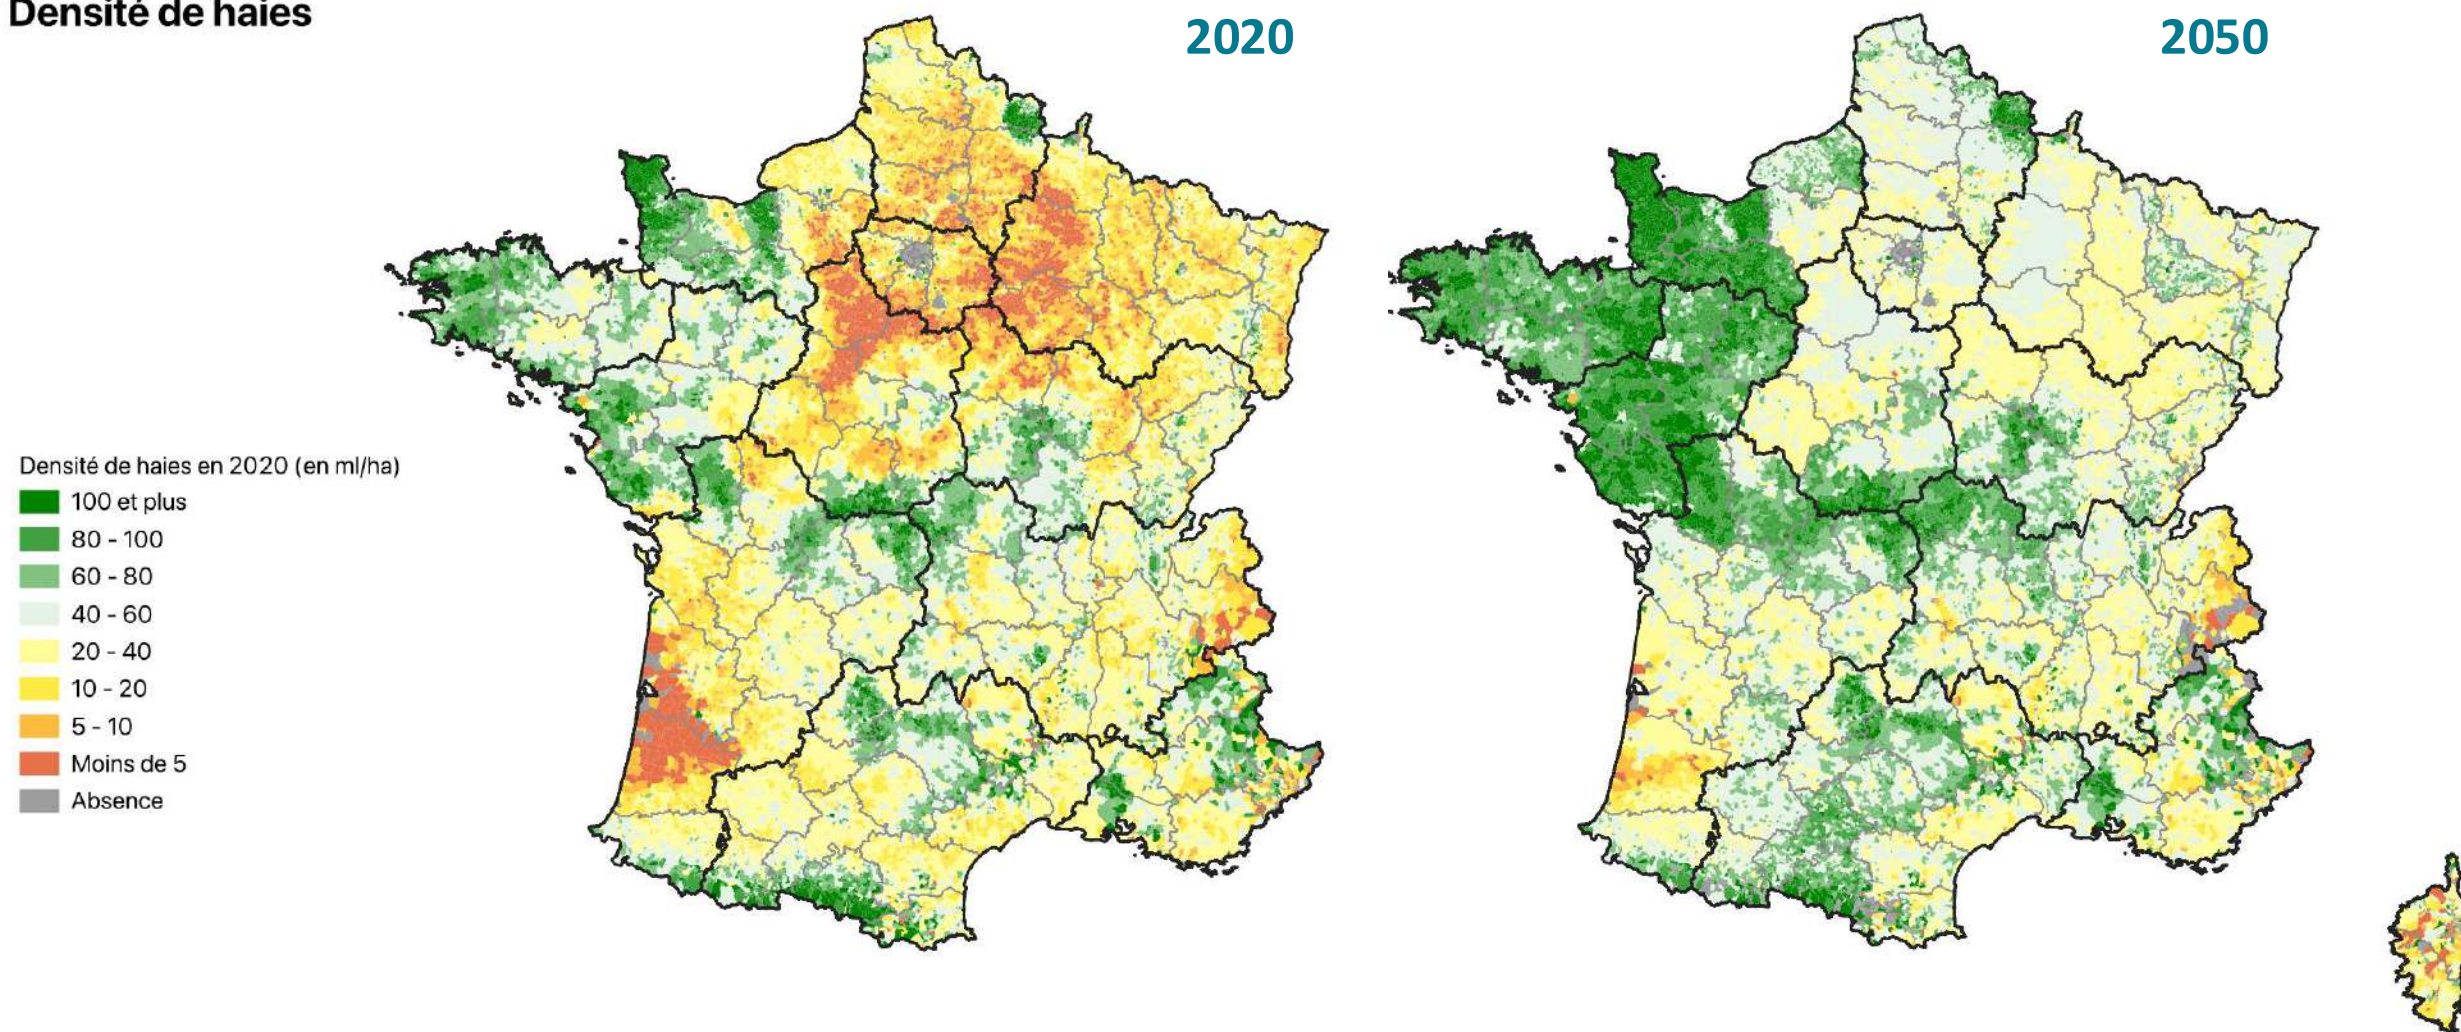 Densité de haies
2020
2050
Densité de haies en 2020 (en ml/ha)
100 et plus
80 - 100
60 - 80
40 - 60
20 - 40
10 - 20
5 - 10
Moins de 5
Absence